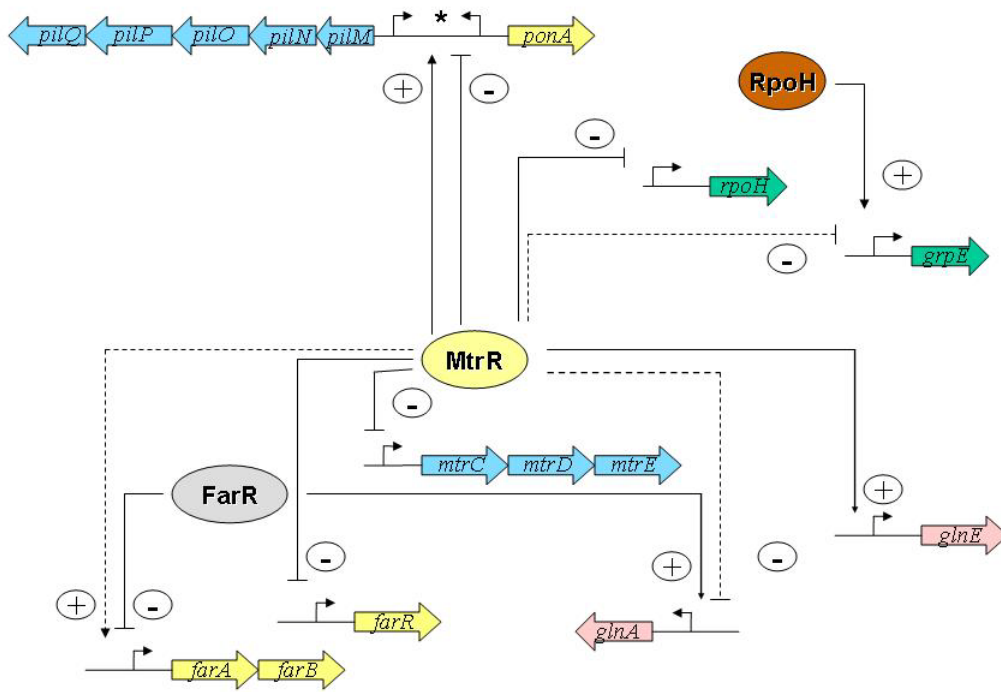 pilQ pilP pilO pilN pilM * ponA
+ -
RpoH
-
+
rpoH
-
grpE
MtrR
-
mtrC mtrD mtrE
+
FarR
glnE
- + -
+ -
farR glnA
farA farB